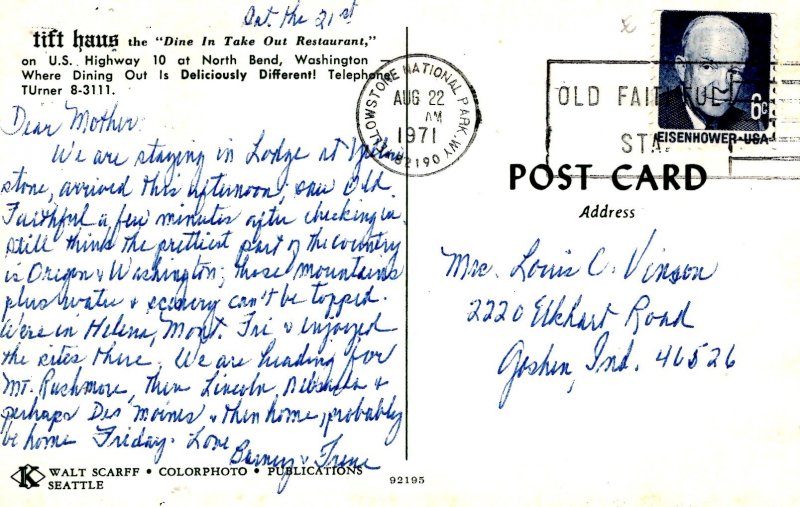 Sat. the 21st
tift haus the "Dine In Take Out Restaurant,"
on U.S. Highway 10 at North Bend, Washington
Where Dining Out Is Deliciously Different! Telephone
TUrner 8-3111.
Dear Mother:
We are staying in Lodge at Yellow
stone, arrived this afternoon, saw Old
Faithful a few minutes after checking in.
Still think the prettiest part of the country
is Oregon & Washington, those mountains
plus water & scenery can't be topped.
Were in Helena, Mont. Fri & enjoyed
the sites there. We are heading for
Mt. Rushmore, then Lincoln, Nebraska &
perhaps Des Moines & then home, probably
be home Friday. Love
Barney & Irene
K WALT SCARFF • COLORPHOTO • PUBLICATIONS
SEATTLE
92195
YELLOWSTONE NATIONAL PARK, WY 82190
AUG 22
AM
1971
OLD FAITHFUL
STA.
6c
EISENHOWER·USA
POST CARD
Address
Mrs. Louis C. Vinson
2220 Elkhart Road
Goshen, Ind. 46526